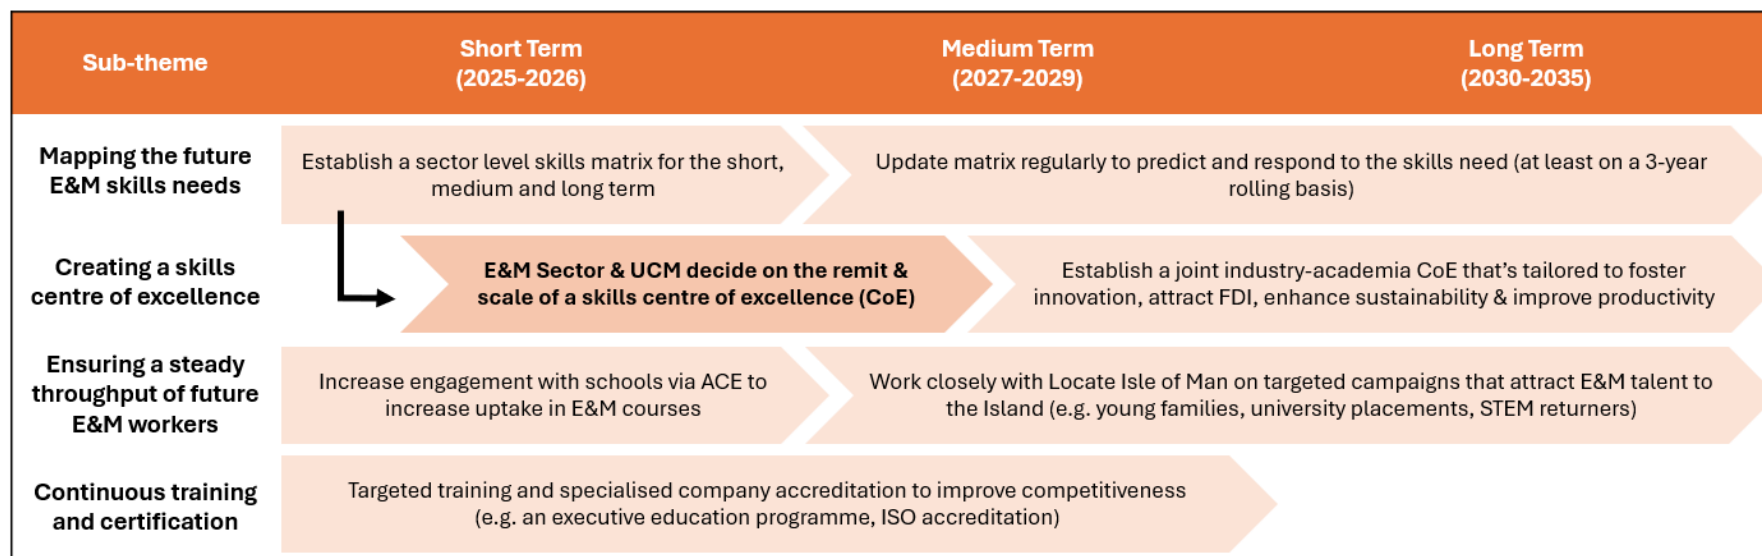 Sub-theme
Short Term
(2025-2026)
Medium Term
(2027-2029)
Long Term
(2030-2035)
Mapping the future
E&M skills needs
Establish a sector level skills matrix for the short,
medium and long term
Update matrix regularly to predict and respond to the skills need (at least on a 3-year
rolling basis)
Creating a skills
centre of excellence
E&M Sector & UCM decide on the remit &
scale of a skills centre of excellence (CoE)
Establish a joint industry-academia CoE that's tailored to foster
innovation, attract FDI, enhance sustainability & improve productivity
Ensuring a steady
throughput of future
E&M workers
Increase engagement with schools via ACE to
increase uptake in E&M courses
Work closely with Locate Isle of Man on targeted campaigns that attract E&M talent to
the Island (e.g. young families, university placements, STEM returners)
Continuous training
and certification
Targeted training and specialised company accreditation to improve competitiveness
(e.g. an executive education programme, ISO accreditation)